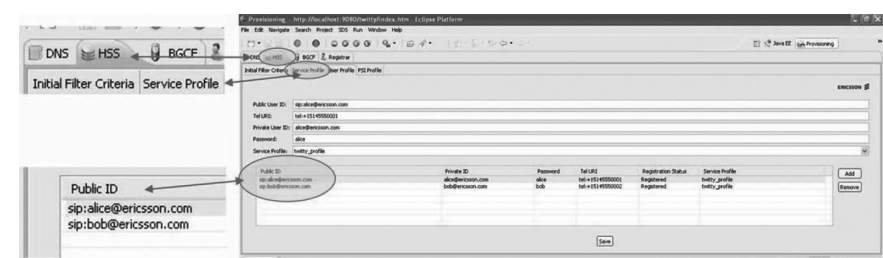 DNS HSS BGCF
Initial Filter Criteria Service Profile
Public ID
sip:alice@ericsson.com
sip:bob@ericsson.com
Provisioning http://localhost:9080/twitty/index.htm Eclipse Platform
File Edit Navigate Search Project SDS Run Window Help
Java EE Provisioning
DNS HSS BGCF Registrar
Initial Filter Criteria Service Profile User Profile PSI Profile
ERICSSON
Public User ID: sip:alice@ericsson.com
Tel URI: tel:+15145550001
Private User ID: alice@ericsson.com
Password: alice
Service Profile: twitty_profile
Public ID Private ID Password Tel URI Registration Status Service Profile
sip:alice@ericsson.com alice@ericsson.com alice tel:+15145550001 Registered twitty_profile
sip:bob@ericsson.com bob@ericsson.com bob tel:+15145550002 Registered twitty_profile
Add
Remove
Save